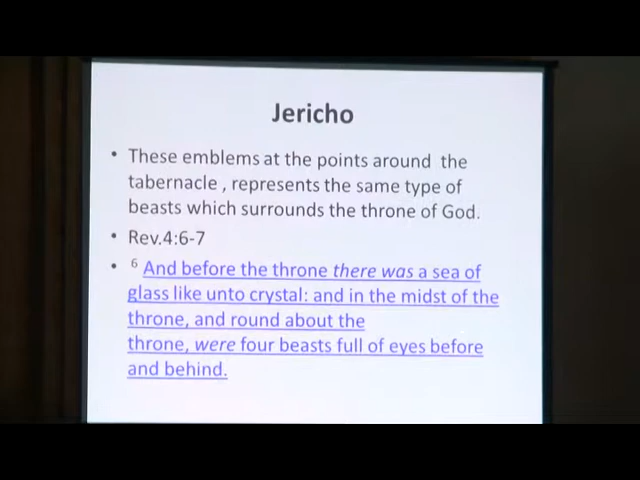 Jericho
• These emblems at the points around the
tabernacle , represents the same type of
beasts which surrounds the throne of God.
• Rev.4:6-7
• 6 And before the throne there was a sea of
glass like unto crystal: and in the midst of the
throne, and round about the
throne, were four beasts full of eyes before
and behind.